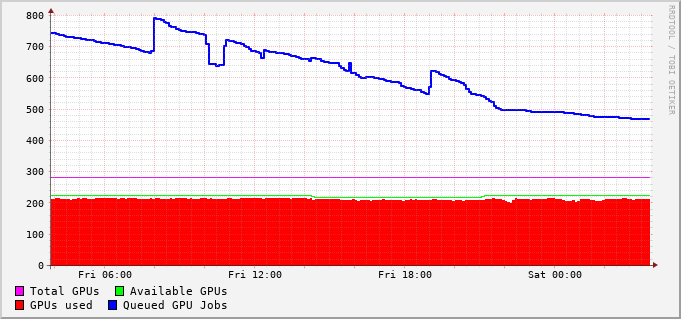 800
700
600
500
400
300
200
100
0
Fri 06:00 Fri 12:00 Fri 18:00 Sat 00:00
Total GPUs Available GPUs
GPUs used Queued GPU Jobs
RRDTOOL / TOBI OETIKER